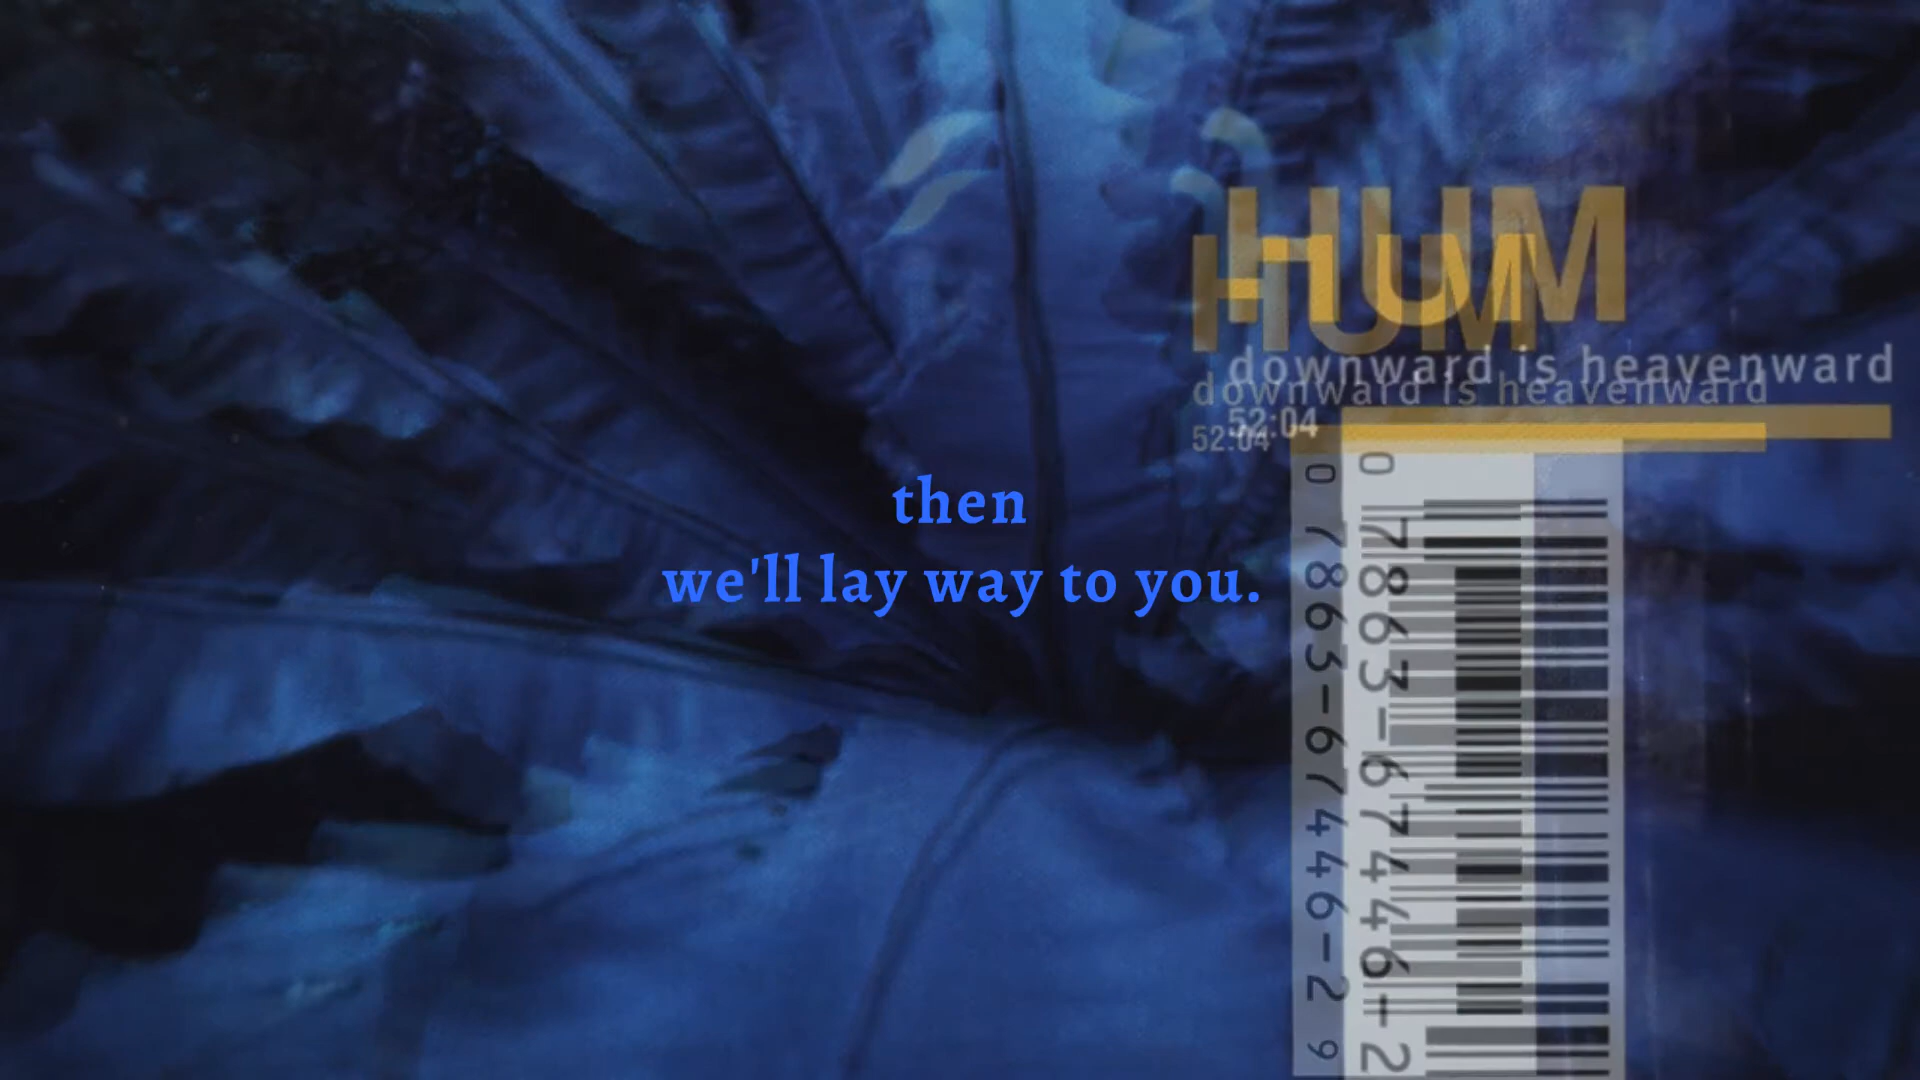 HUM
HUM
downward is heavenward
downward is heavenward
52:04
52:04
then
we'll lay way to you.
0 7863-67446-2 9
0 7863-67446-2